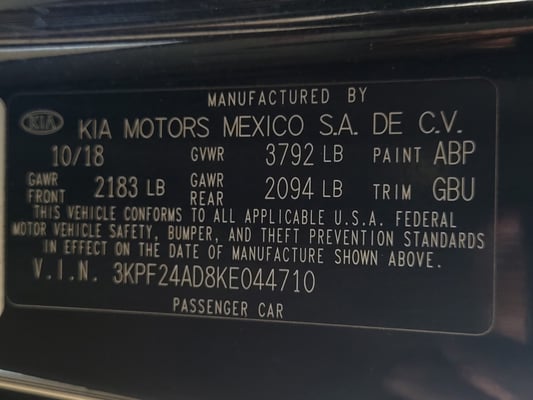 MANUFACTURED BY
KIA KIA MOTORS MEXICO S.A. DE C.V.
10/18 GVWR 3792 LB PAINT ABP
GAWR FRONT 2183 LB GAWR REAR 2094 LB TRIM GBU
THIS VEHICLE CONFORMS TO ALL APPLICABLE U.S.A. FEDERAL
MOTOR VEHICLE SAFETY, BUMPER, AND THEFT PREVENTION STANDARDS
IN EFFECT ON THE DATE OF MANUFACTURE SHOWN ABOVE.
V.I.N. 3KPF24AD8KE044710
PASSENGER CAR